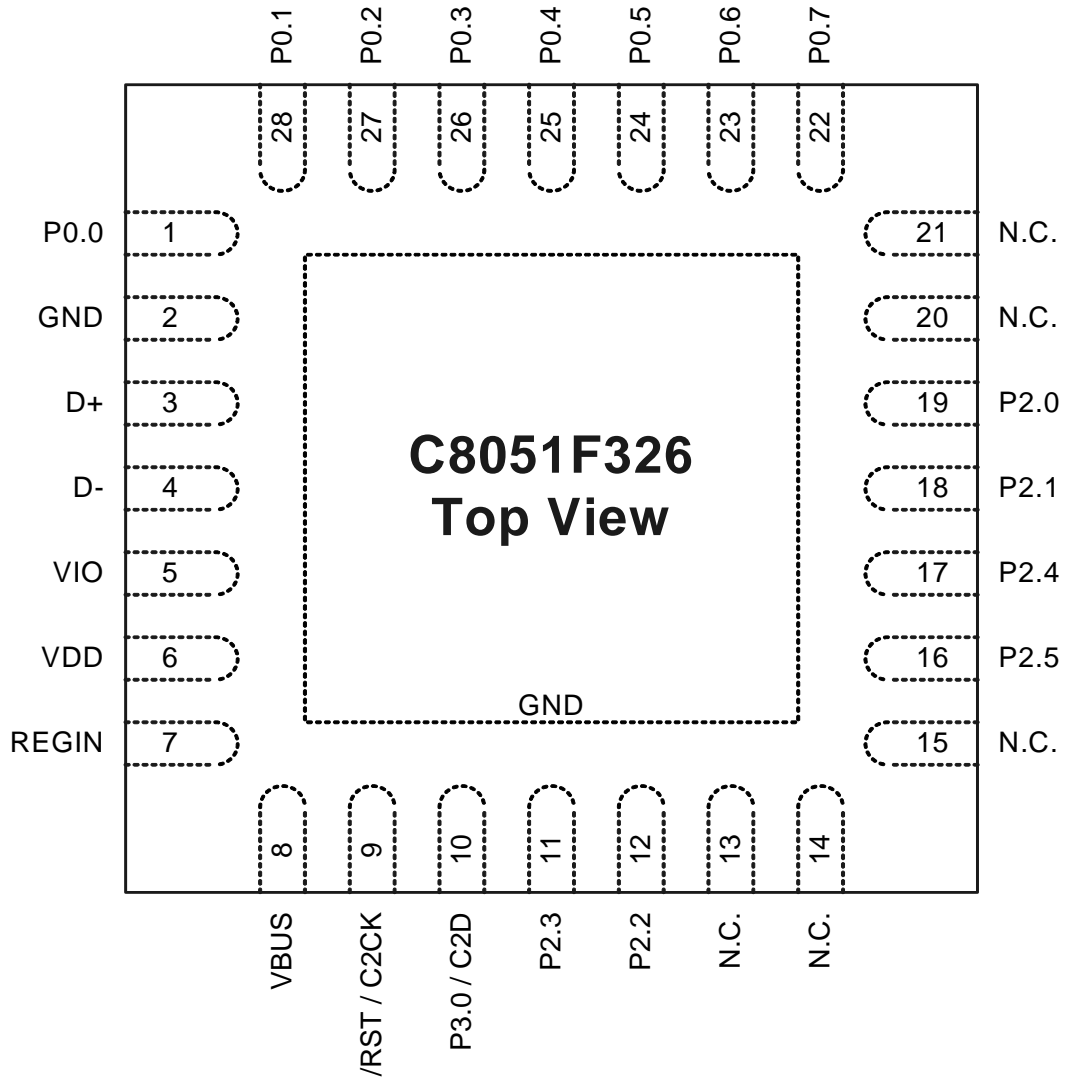 P0.1
P0.2
P0.3
P0.4
P0.5
P0.6
P0.7
28
27
26
25
24
23
22
P0.0 1
21 N.C.
GND 2
20 N.C.
D+ 3
19 P2.0
D- 4
18 P2.1
VIO 5
17 P2.4
VDD 6
16 P2.5
REGIN 7
15 N.C.
C8051F326
Top View
GND
8
9
10
11
12
13
14
VBUS
/RST / C2CK
P3.0 / C2D
P2.3
P2.2
N.C.
N.C.